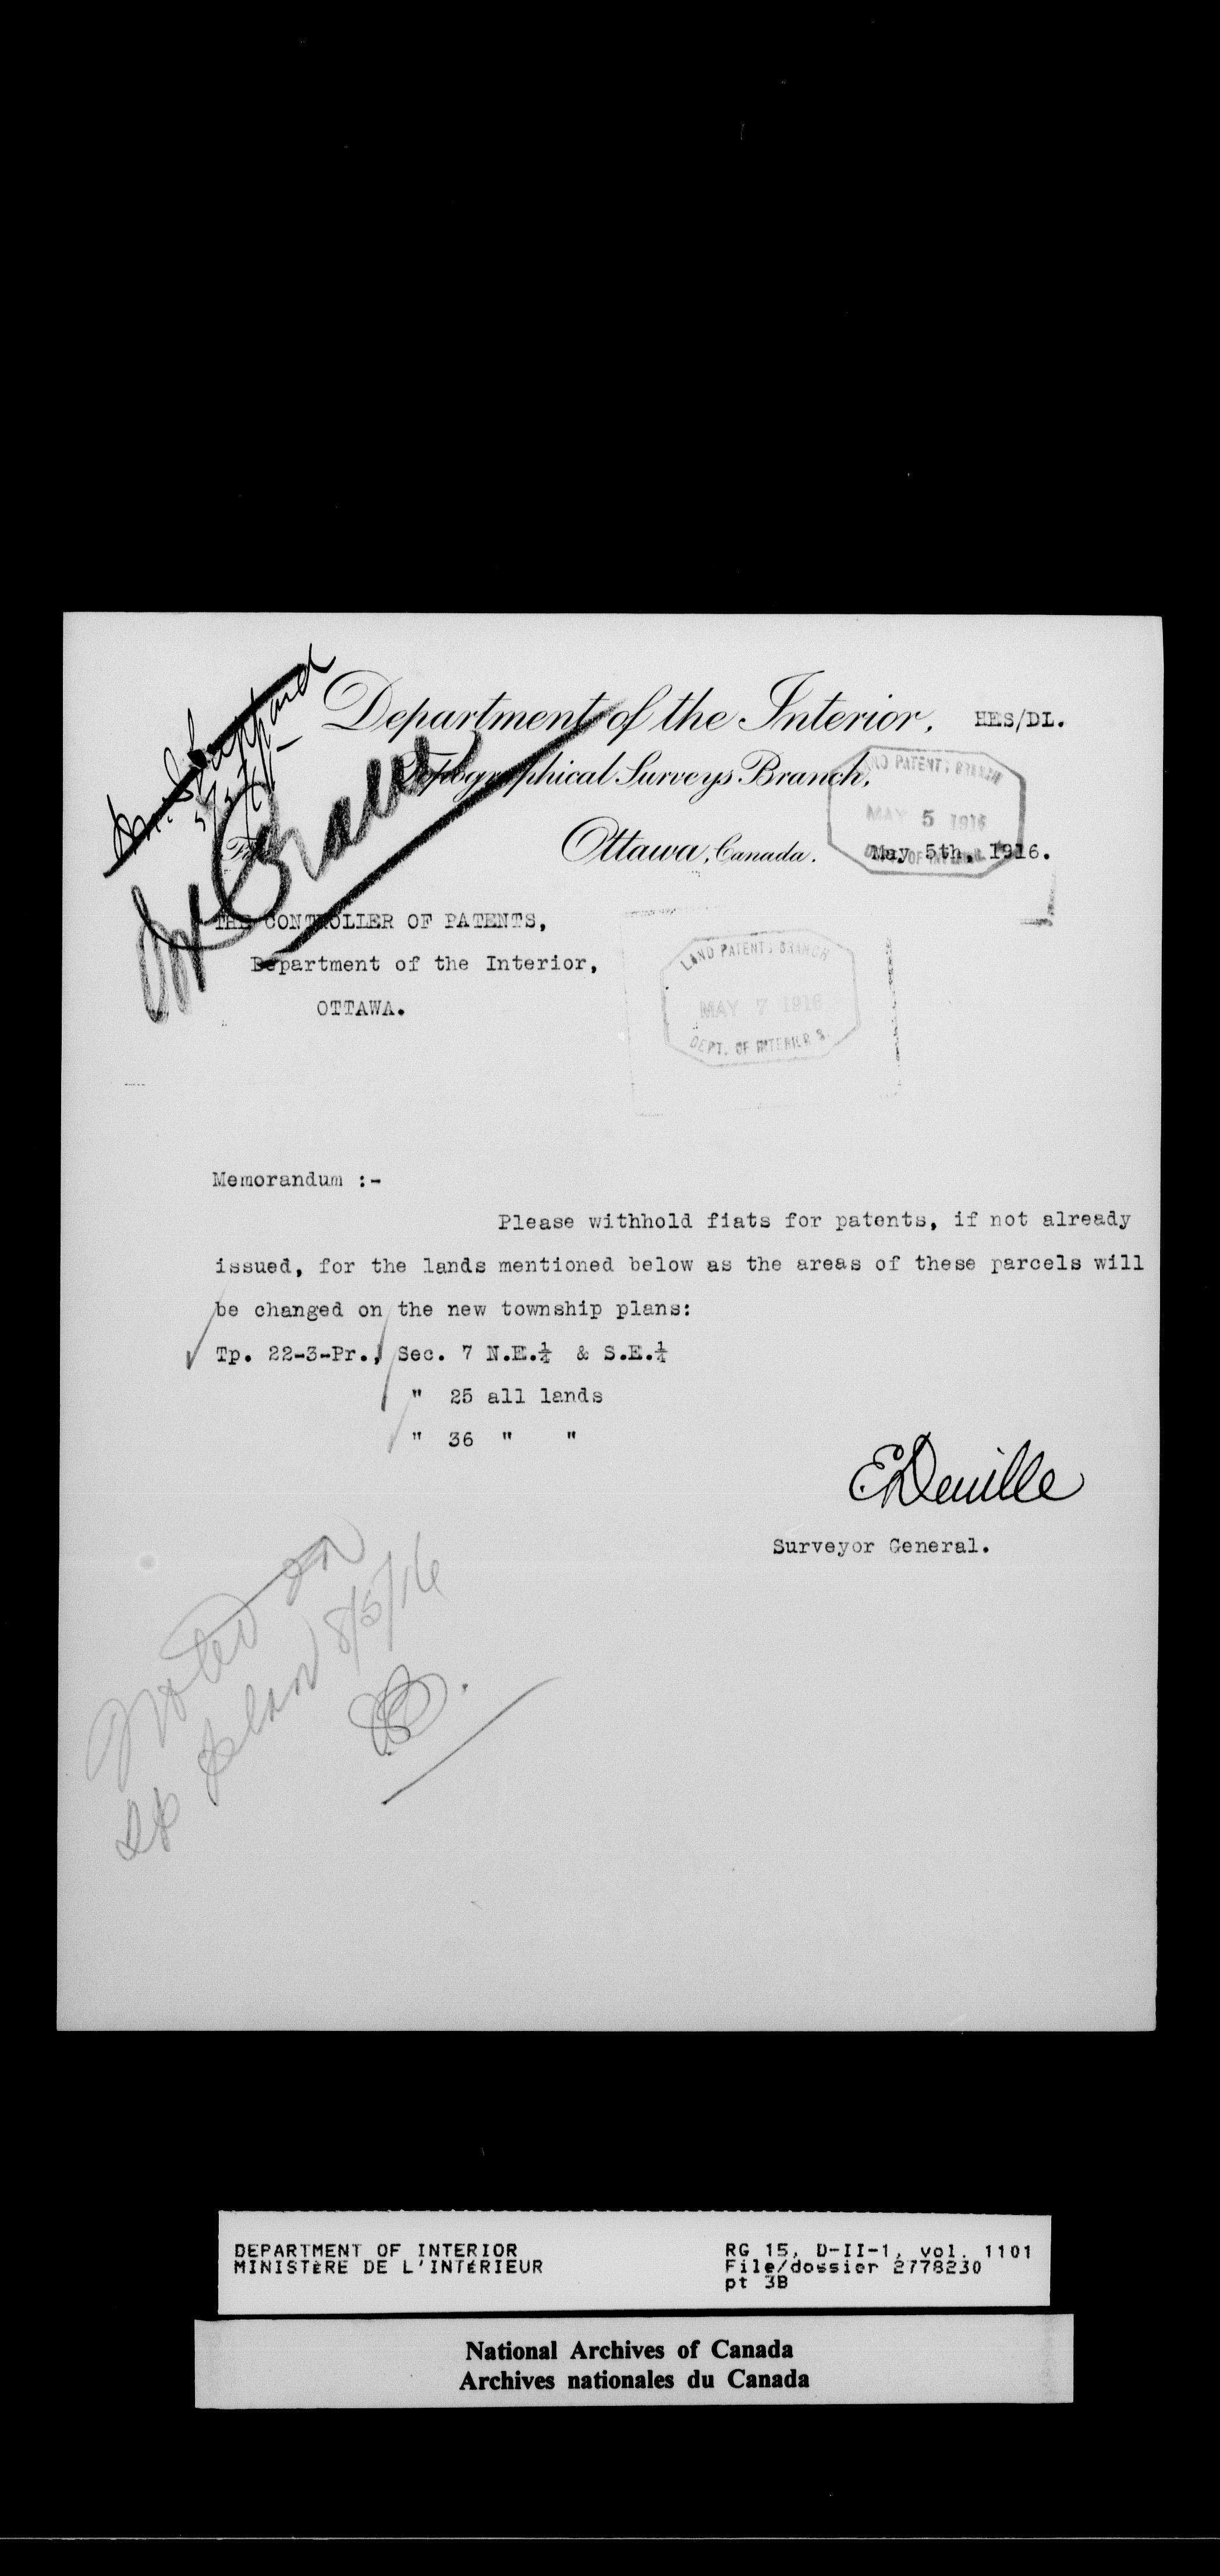 Department of the Interior, HES/DL.
Topographical Surveys Branch,
LAND PATENTS BRANCH
MAY 5 1916
DEPT. OF INTERIOR
Ottawa, Canada. May 5th, 1916.
THE CONTROLLER OF PATENTS,
Department of the Interior,
OTTAWA.
LAND PATENTS BRANCH
MAY 7 1916
DEPT. OF INTERIOR
Memorandum :-
Please withhold fiats for patents, if not already
issued, for the lands mentioned below as the areas of these parcels will
be changed on the new township plans:
Tp. 22-3-Pr., Sec. 7 N.E.¼ & S.E.¼
" 25 all lands
" 36 " "
EDeville
Surveyor General.
Noted on
plan 8/5/16
DEPARTMENT OF INTERIOR
MINISTèRE DE L'INTéRIEUR
RG 15, D-II-1, vol. 1101
File/dossier 2778230
pt 3B
National Archives of Canada
Archives nationales du Canada